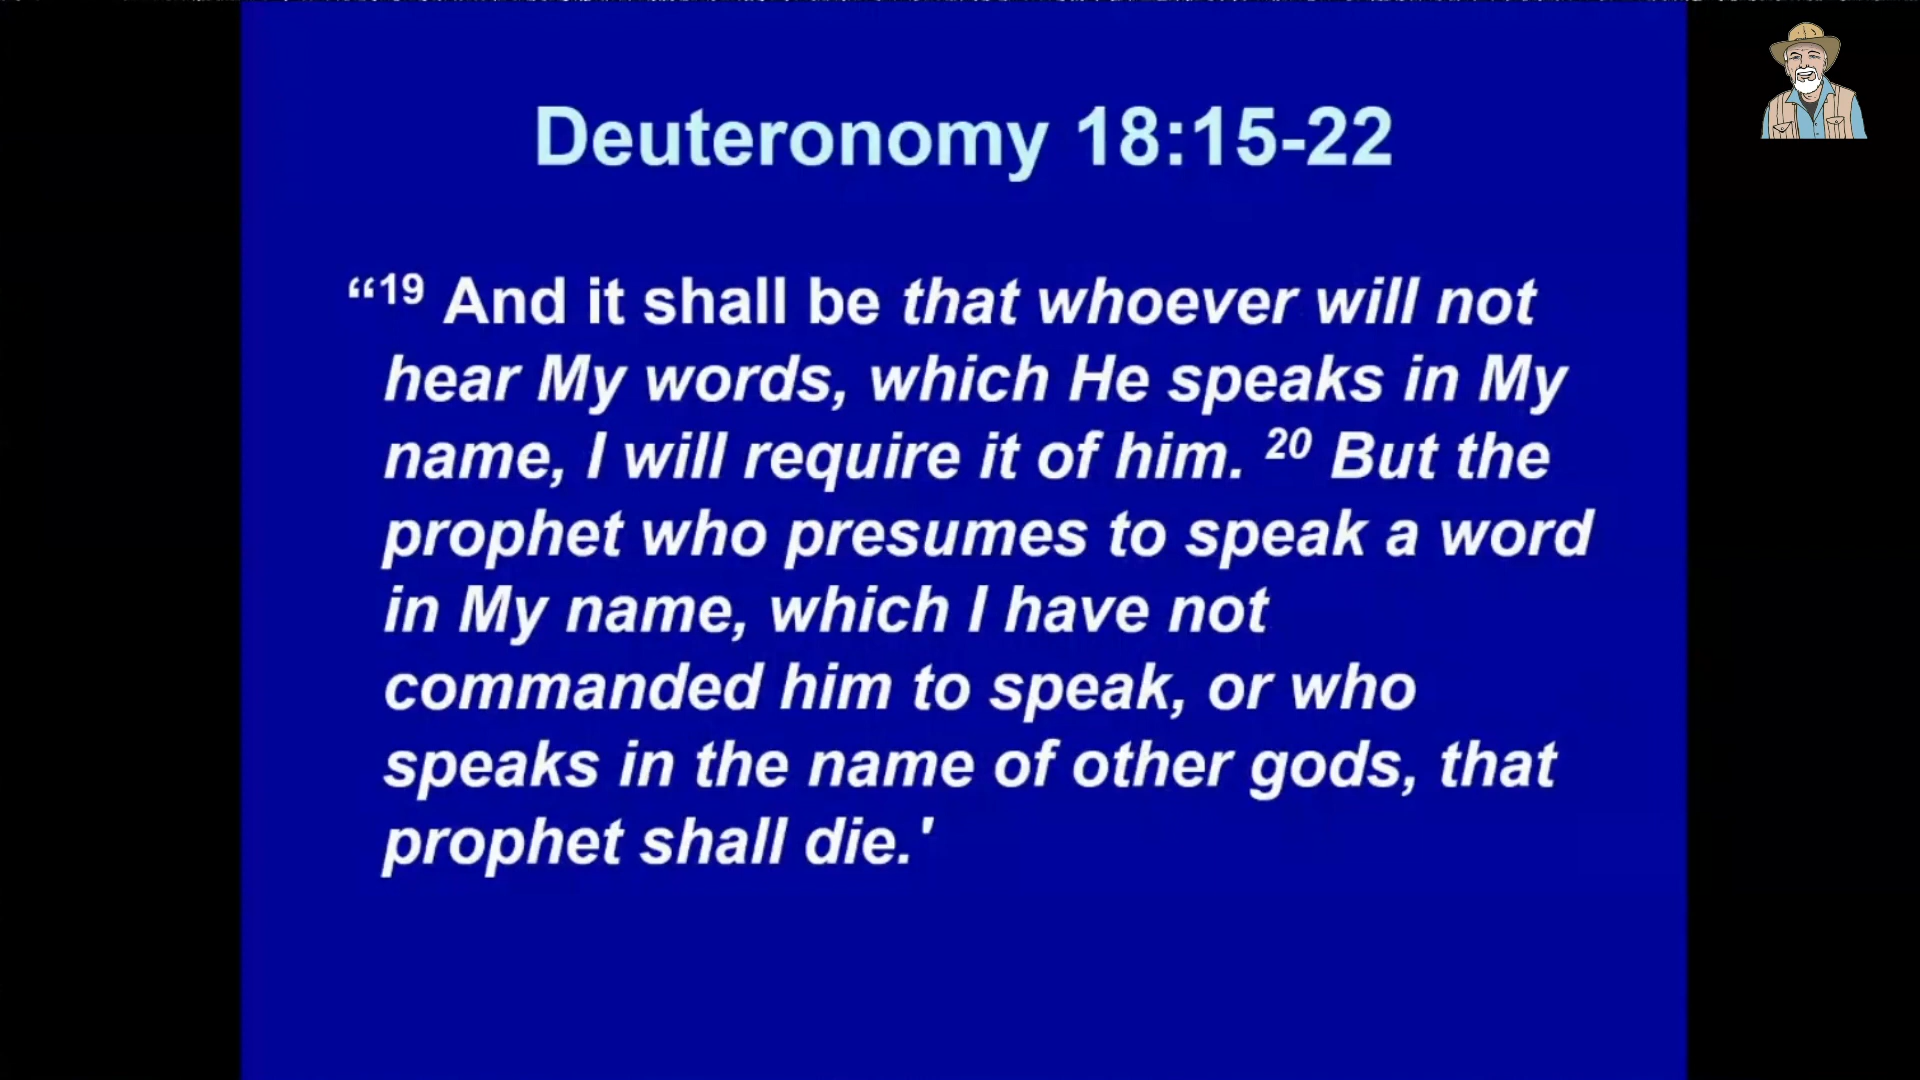 Deuteronomy 18:15-22
“19 And it shall be that whoever will not
hear My words, which He speaks in My
name, I will require it of him. 20 But the
prophet who presumes to speak a word
in My name, which I have not
commanded him to speak, or who
speaks in the name of other gods, that
prophet shall die.'